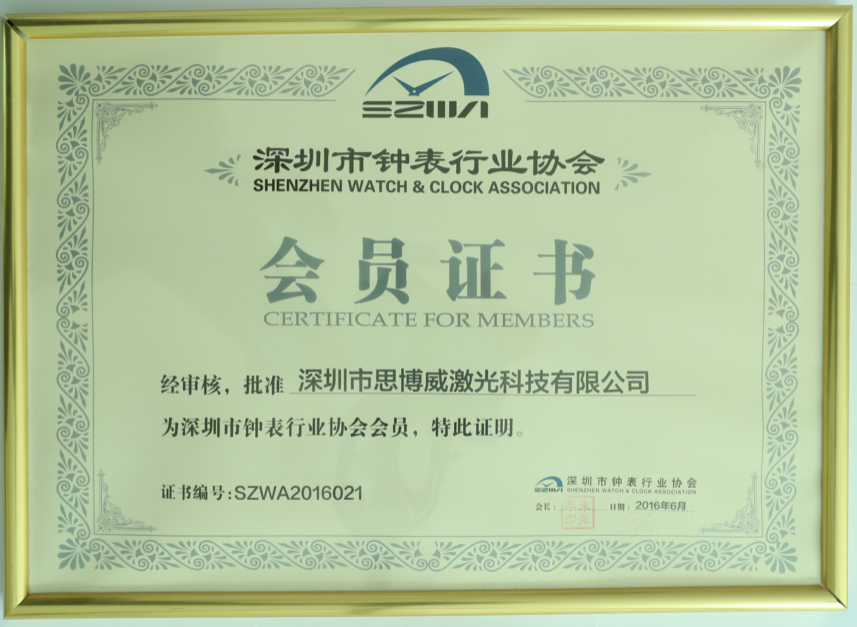 SZWA
深圳市钟表行业协会
SHENZHEN WATCH & CLOCK ASSOCIATION
会员证书
CERTIFICATE FOR MEMBERS
经审核，批准 深圳市思博威激光科技有限公司
为深圳市钟表行业协会会员，特此证明。
证书编号:SZWA2016021
SZWA 深圳市钟表行业协会
SHENZHEN WATCH & CLOCK ASSOCIATION
会长: 日期: 2016年6月